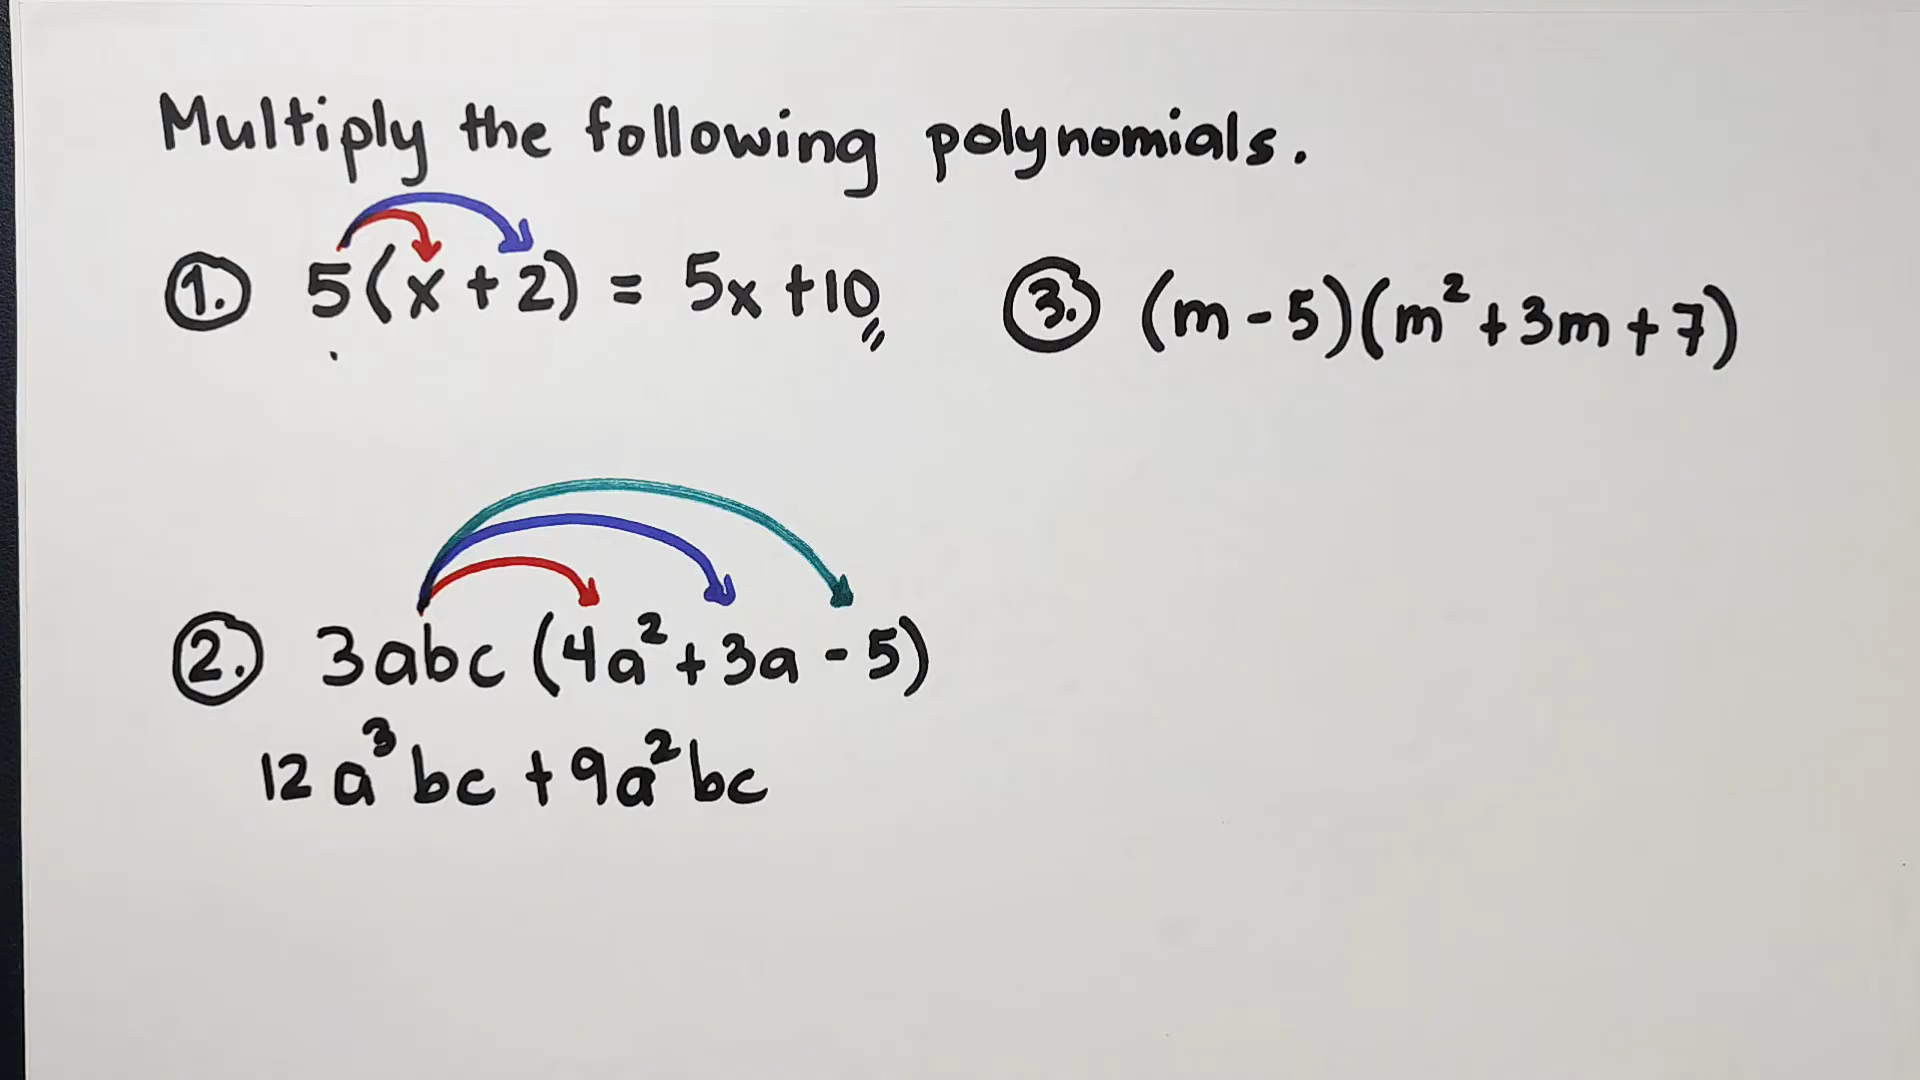 Multiply the following polynomials.
1. 5(x + 2) = 5x + 10
3. (m - 5)(m² + 3m + 7)
2. 3abc (4a² + 3a - 5)
12a³bc + 9a²bc